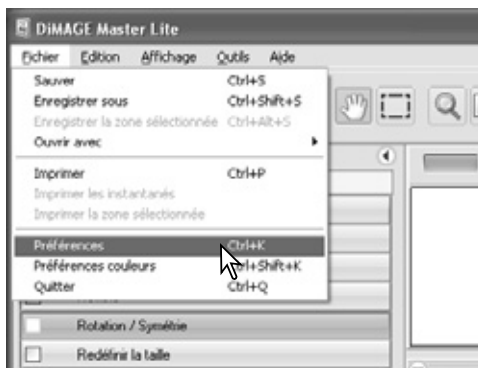 DiMAGE Master Lite
Fichier Edition Affichage Outils Aide
Sauver Ctrl+S
Enregistrer sous Ctrl+Shift+S
Enregistrer la zone sélectionnée Ctrl+Alt+S
Ouvrir avec
Imprimer Ctrl+P
Imprimer les instantanés
Imprimer la zone sélectionnée
Préférences Ctrl+K
Préférences couleurs Ctrl+Shift+K
Quitter Ctrl+Q
Rotation / Symétrie
Redéfinir la taille